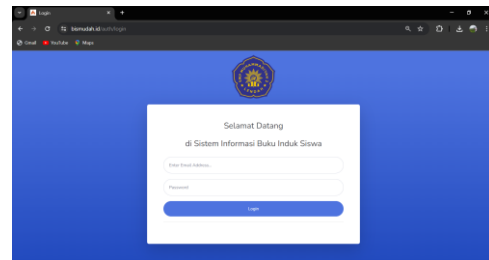 Login
bismudah.id/auth/login
Gmail
YouTube
Maps
Selamat Datang
di Sistem Informasi Buku Induk Siswa
Enter Email Address...
Password
Login